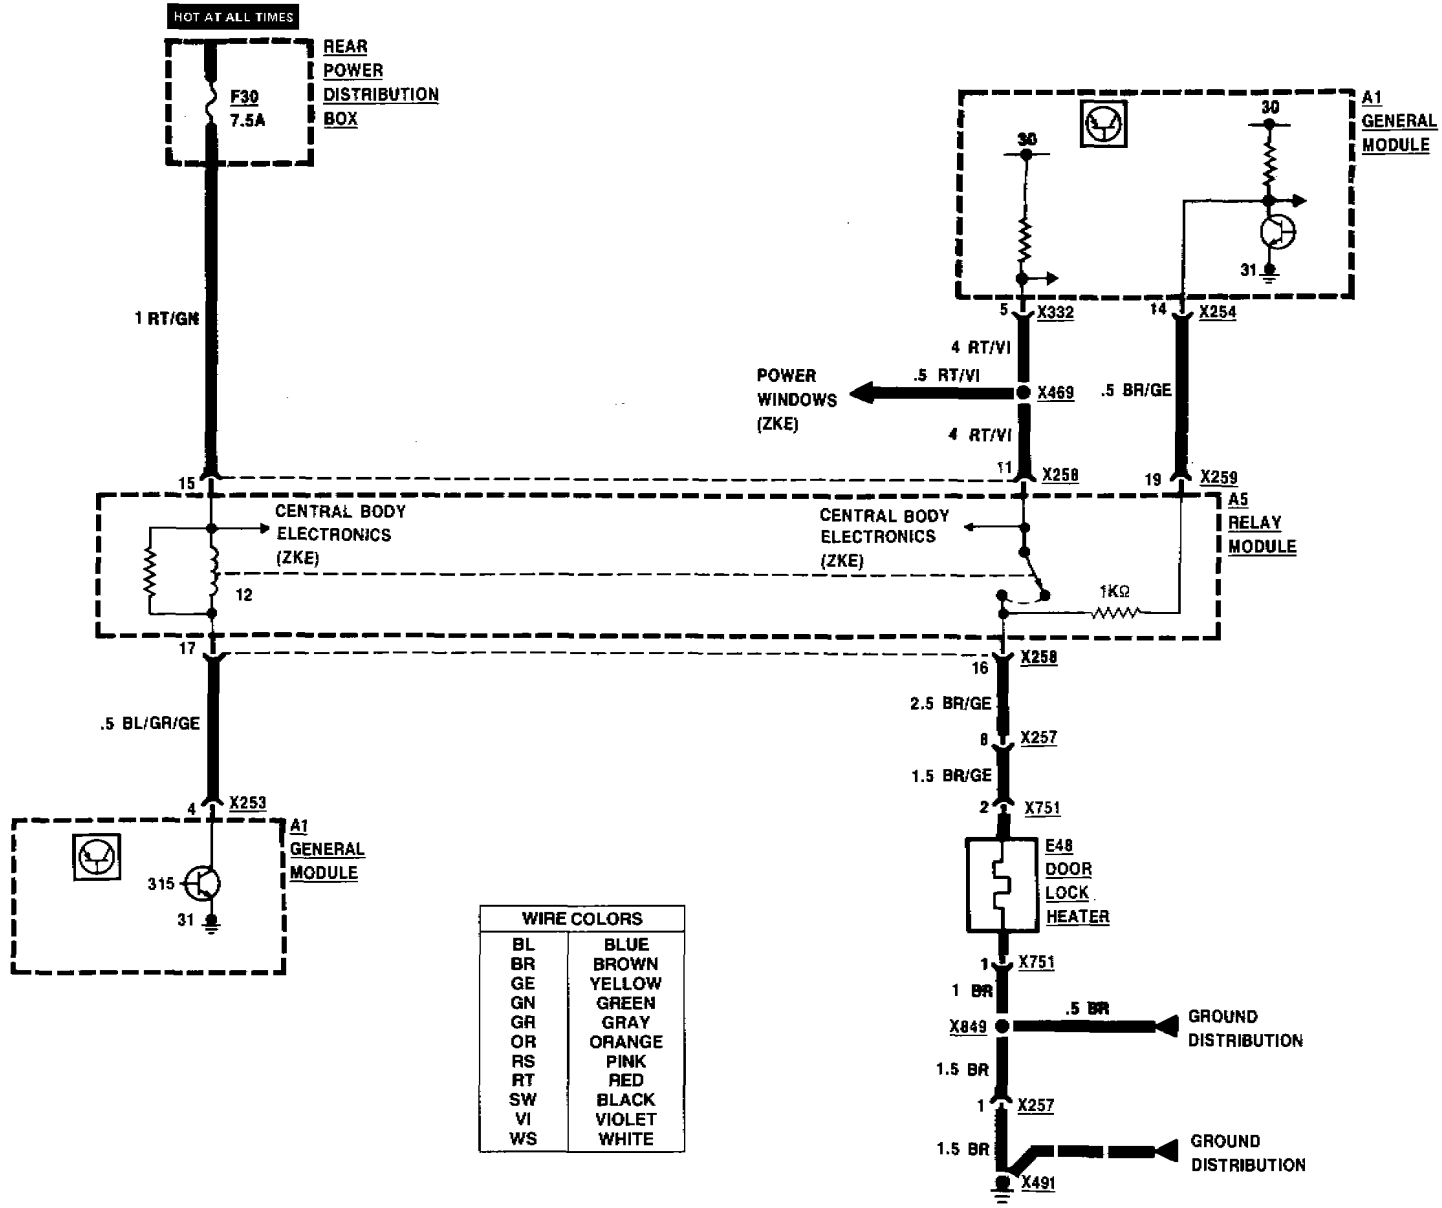 HOT AT ALL TIMES
REAR
POWER
DISTRIBUTION
BOX
F30
7.5A
A1
GENERAL
MODULE
30
30
31
1 RT/GN
5
X332
14
X254
4 RT/VI
.5 RT/VI
X469
.5 BR/GE
POWER
WINDOWS
(ZKE)
4 RT/VI
15
11
X258
19
X259
A5
RELAY
MODULE
CENTRAL BODY
ELECTRONICS
(ZKE)
CENTRAL BODY
ELECTRONICS
(ZKE)
12
1KΩ
17
16
X258
.5 BL/GR/GE
2.5 BR/GE
8
X257
1.5 BR/GE
4
X253
2
X751
A1
GENERAL
MODULE
315
31
E48
DOOR
LOCK
HEATER
1
X751
1 BR
.5 BR
X849
GROUND
DISTRIBUTION
1.5 BR
1
X257
1.5 BR
GROUND
DISTRIBUTION
X491
WIRE COLORS
BL BLUE
BR BROWN
GE YELLOW
GN GREEN
GR GRAY
OR ORANGE
RS PINK
RT RED
SW BLACK
VI VIOLET
WS WHITE